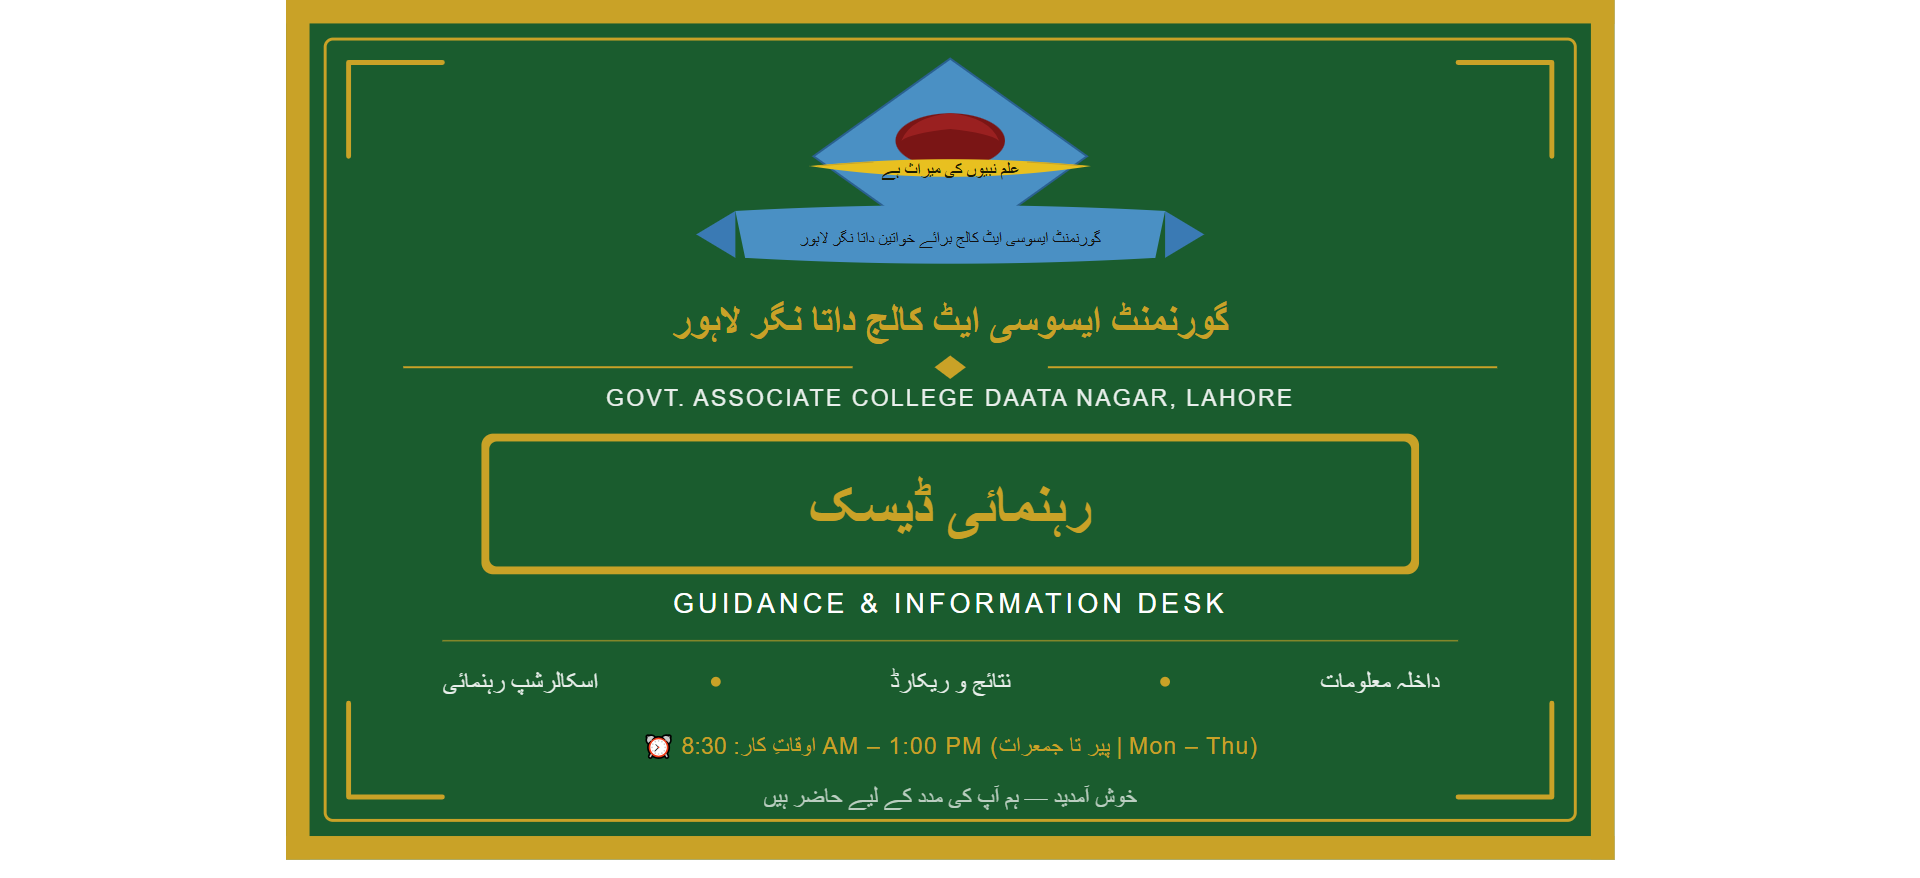 علم نبیوں کی میراث ہے
گورنمنٹ ایسوسی ایٹ کالج برائے خواتین داتا نگر لاہور
گورنمنٹ ایسوسی ایٹ کالج داتا نگر لاہور
GOVT. ASSOCIATE COLLEGE DAATA NAGAR, LAHORE
رہنمائی ڈیسک
GUIDANCE & INFORMATION DESK
داخلہ معلومات • نتائج و ریکارڈ • اسکالرشپ رہنمائی
⏰ اوقاتِ کار: 8:30 AM – 1:00 PM (پیر تا جمعرات | Mon – Thu)
خوش آمدید — ہم آپ کی مدد کے لیے حاضر ہیں